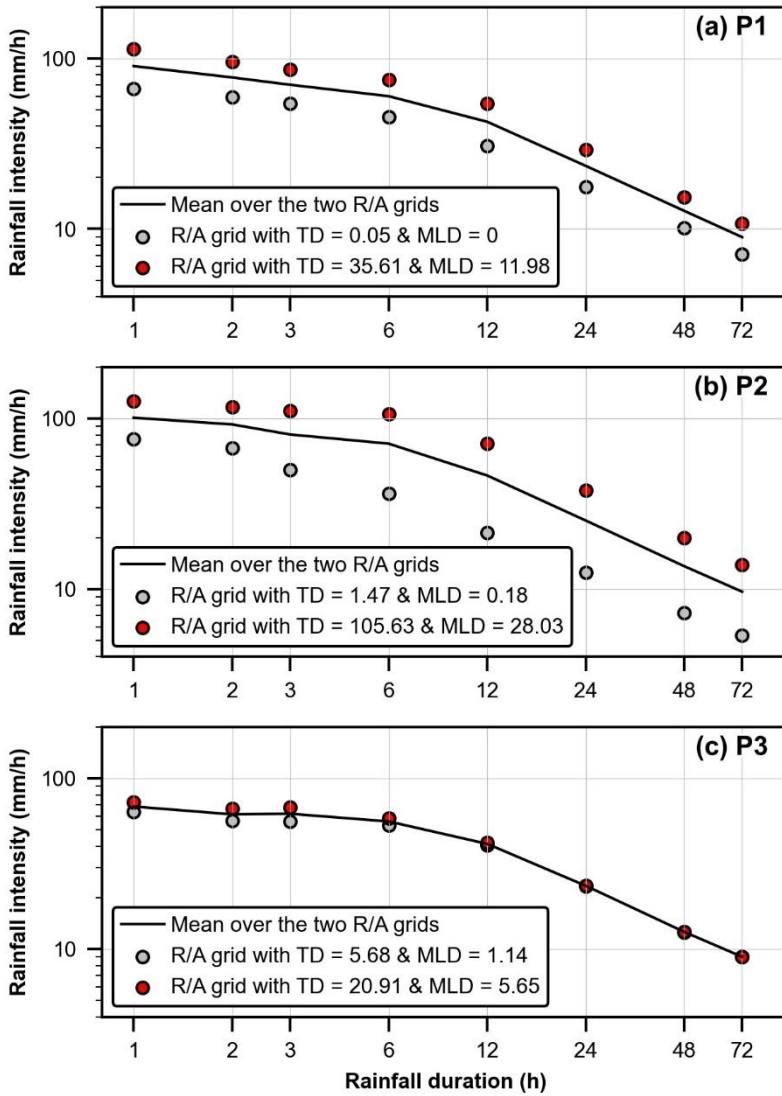 (a) P1
Rainfall intensity (mm/h)
100
10
Mean over the two R/A grids
R/A grid with TD = 0.05 & MLD = 0
R/A grid with TD = 35.61 & MLD = 11.98
1 2 3 6 12 24 48 72
(b) P2
Rainfall intensity (mm/h)
100
10
Mean over the two R/A grids
R/A grid with TD = 1.47 & MLD = 0.18
R/A grid with TD = 105.63 & MLD = 28.03
1 2 3 6 12 24 48 72
(c) P3
Rainfall intensity (mm/h)
100
10
Mean over the two R/A grids
R/A grid with TD = 5.68 & MLD = 1.14
R/A grid with TD = 20.91 & MLD = 5.65
1 2 3 6 12 24 48 72
Rainfall duration (h)